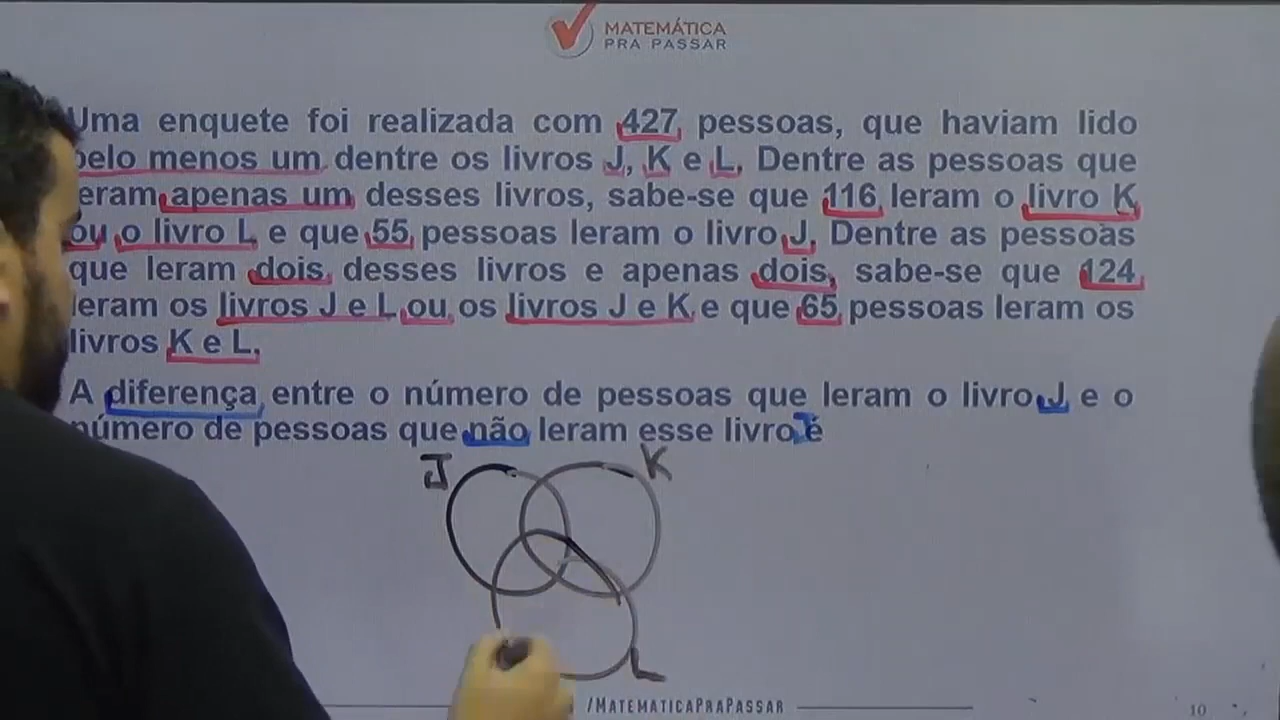 MATEMÁTICA
PRA PASSAR
Uma enquete foi realizada com 427 pessoas, que haviam lido
pelo menos um dentre os livros J, K e L. Dentre as pessoas que
leram apenas um desses livros, sabe-se que 116 leram o livro K
ou o livro L e que 55 pessoas leram o livro J. Dentre as pessoas
que leram dois desses livros e apenas dois, sabe-se que 124
leram os livros J e L ou os livros J e K e que 65 pessoas leram os
livros K e L.
A diferença entre o número de pessoas que leram o livro J e o
número de pessoas que não leram esse livro é
J
K
L
/MATEMATICAPRAPASSAR
10